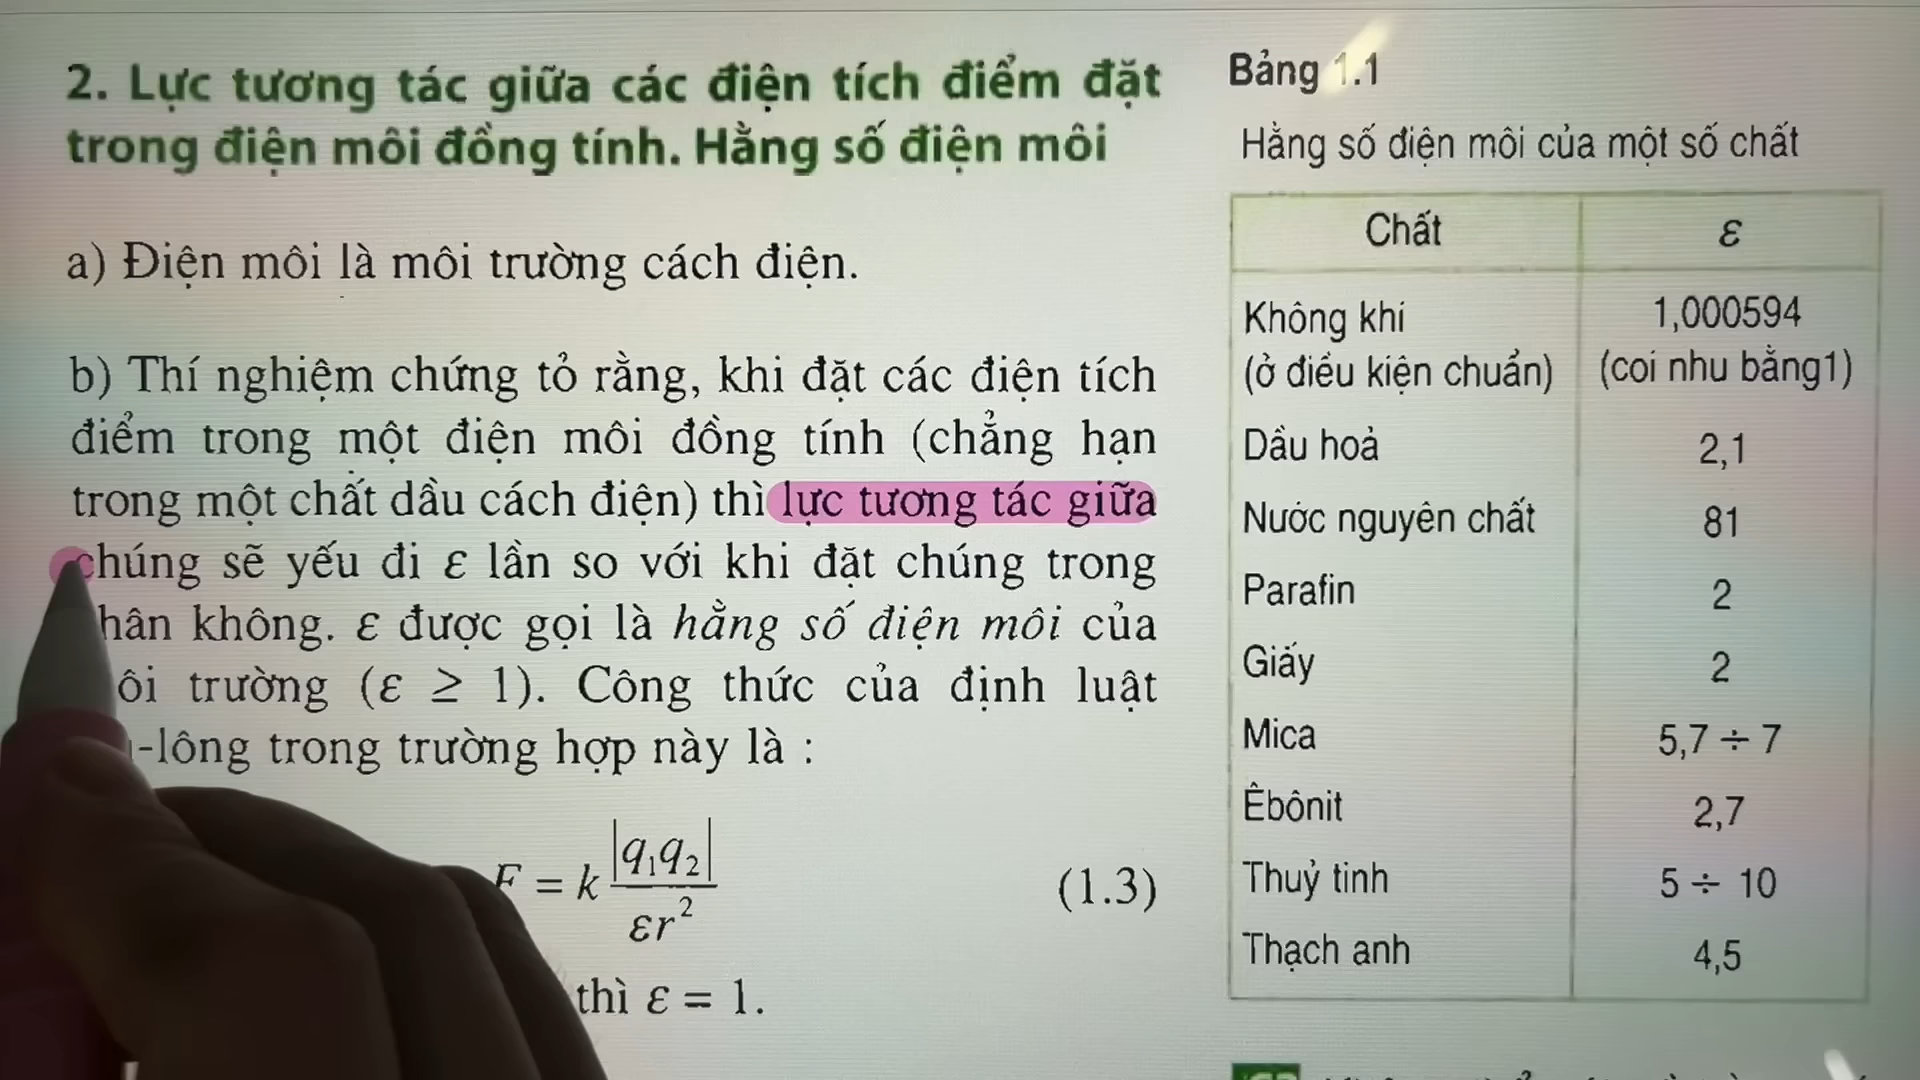 2. Lực tương tác giữa các điện tích điểm đặt
trong điện môi đồng tính. Hằng số điện môi
a) Điện môi là môi trường cách điện.
b) Thí nghiệm chứng tỏ rằng, khi đặt các điện tích
điểm trong một điện môi đồng tính (chẳng hạn
trong một chất dầu cách điện) thì lực tương tác giữa
chúng sẽ yếu đi ε lần so với khi đặt chúng trong
hân không. ε được gọi là hằng số điện môi của
ôi trường (ε ≥ 1). Công thức của định luật
-lông trong trường hợp này là :
F = k |q₁q₂| / εr² (1.3)
thì ε = 1.
Bảng 1.1
Hằng số điện môi của một số chất
Chất ε
Không khí 1,000594
(ở điều kiện chuẩn) (coi nhu bằng1)
Dầu hoả 2,1
Nước nguyên chất 81
Parafin 2
Giấy 2
Mica 5,7 ÷ 7
Êbônit 2,7
Thuỷ tinh 5 ÷ 10
Thạch anh 4,5